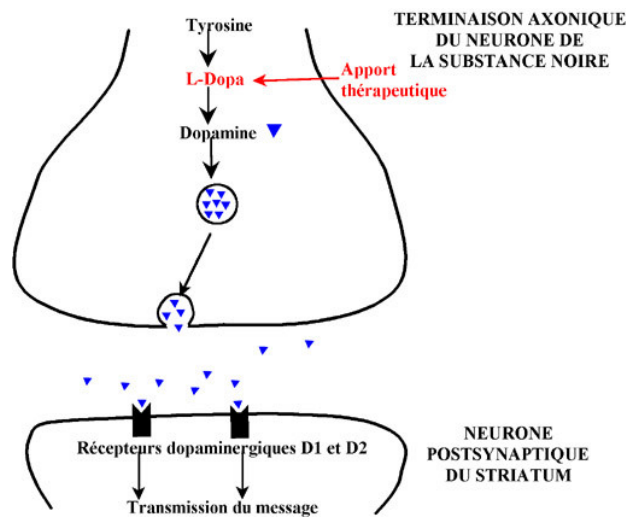 Tyrosine
TERMINAISON AXONIQUE
DU NEURONE DE
LA SUBSTANCE NOIRE
L-Dopa
Apport
thérapeutique
Dopamine
Récepteurs dopaminergiques D1 et D2
Transmission du message
NEURONE
POSTSYNAPTIQUE
DU STRIATUM